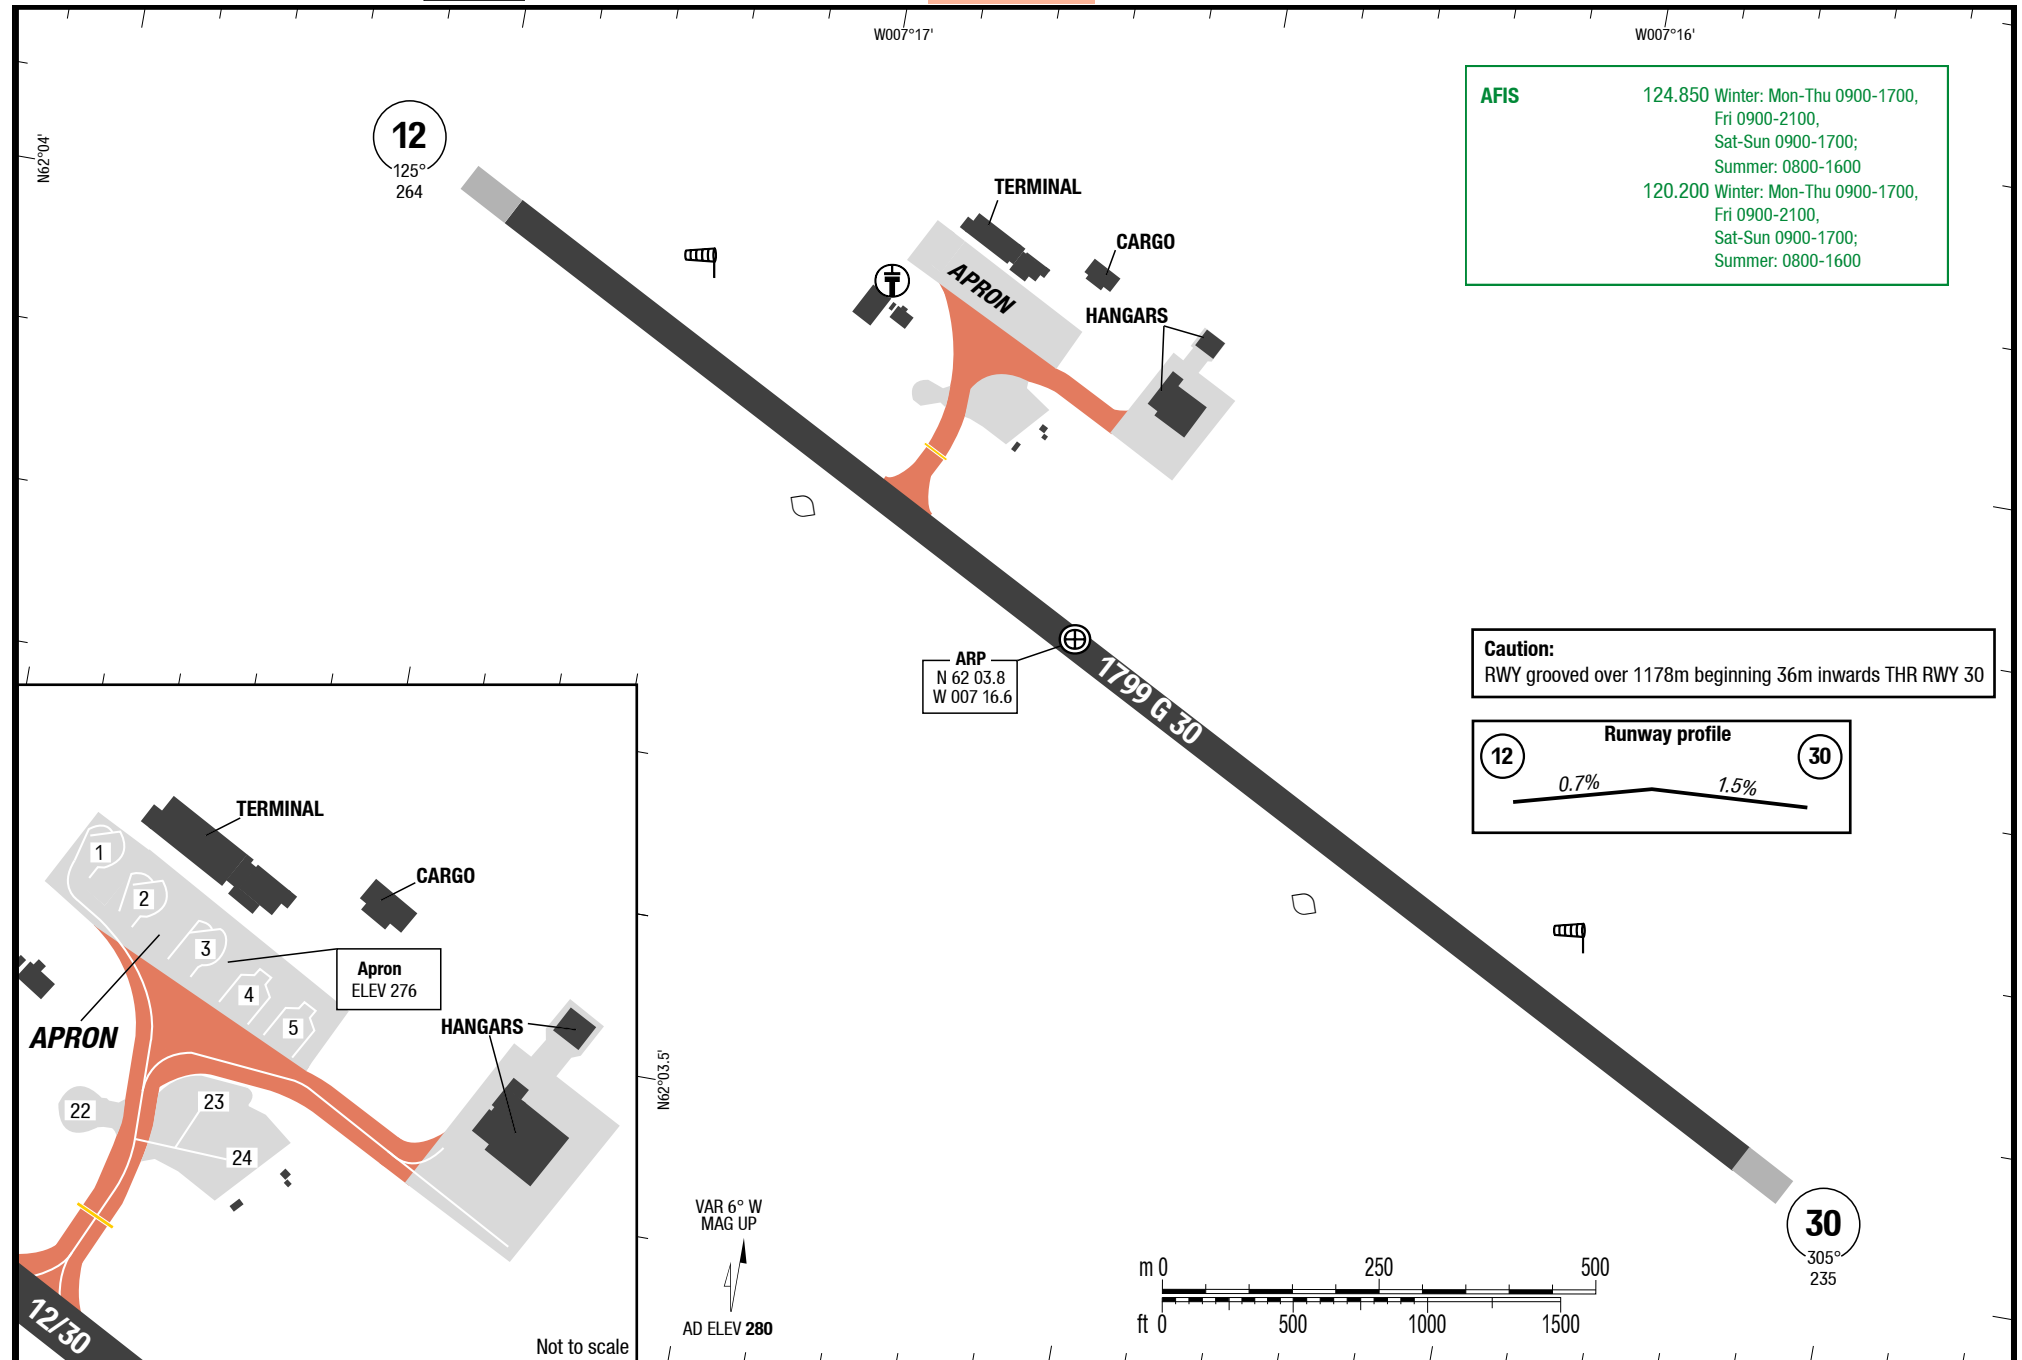 W007°17'
W007°16'
N62°04'
12
125°
264
AFIS 124.850 Winter: Mon-Thu 0900-1700,
Fri 0900-2100,
Sat-Sun 0900-1700;
Summer: 0800-1600
120.200 Winter: Mon-Thu 0900-1700,
Fri 0900-2100,
Sat-Sun 0900-1700;
Summer: 0800-1600
TERMINAL
CARGO
APRON
HANGARS
ARP
N 62 03.8
W 007 16.6
1799 G 30
Caution:
RWY grooved over 1178m beginning 36m inwards THR RWY 30
Runway profile
12
30
0.7%
1.5%
TERMINAL
1
2
CARGO
3
Apron
ELEV 276
4
5
APRON
HANGARS
22
23
24
12/30
Not to scale
N62°03.5'
VAR 6° W
MAG UP
AD ELEV 280
m 0 250 500
ft 0 500 1000 1500
30
305°
235